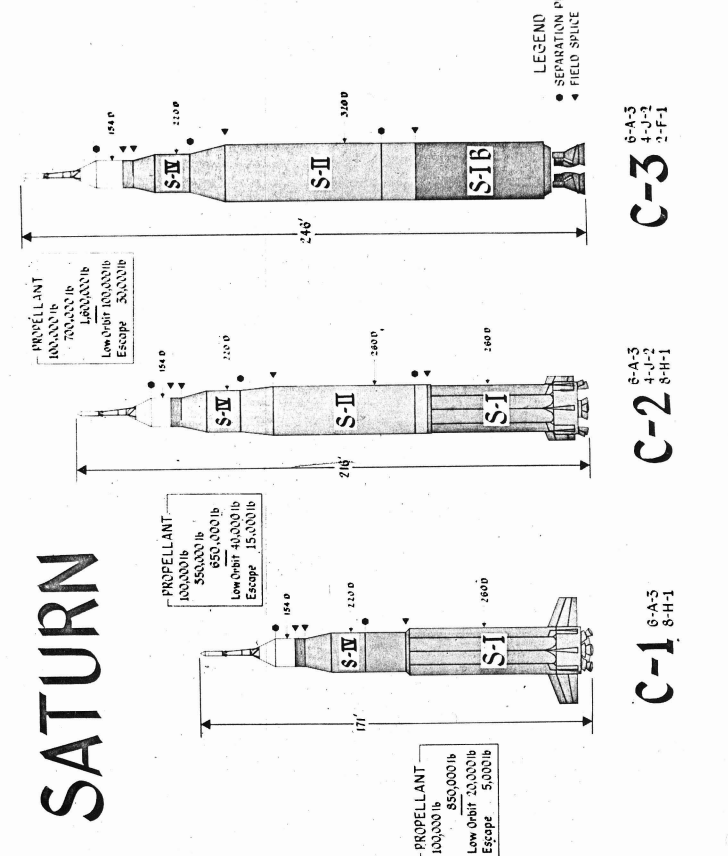 SATURN
PROPELLANT
100,000 lb
850,000 lb
Low Orbit 20,000 lb
Escape 5,000 lb
171'
154 D
220 D
260 D
S-IV
S-I
C-1
6-A-3
8-H-1
PROPELLANT
100,000 lb
350,000 lb
650,000 lb
Low Orbit 40,000 lb
Escape 15,000 lb
216'
154 D
220 D
260 D
260 D
S-IV
S-II
S-I
C-2
6-A-3
4-J-2
8-H-1
PROPELLANT
100,000 lb
700,000 lb
1,600,000 lb
Low Orbit 100,000 lb
Escape 30,000 lb
246'
154 D
220 D
320 D
S-IV
S-II
S-I B
C-3
6-A-3
4-J-2
2-F-1
LEGEND
SEPARATION P
FIELD SPLICE